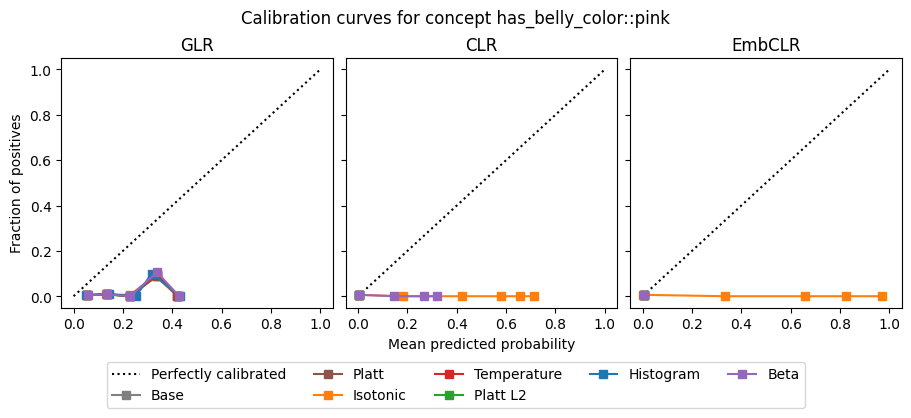 Calibration curves for concept has_belly_color::pink
GLR
CLR
EmbCLR
Fraction of positives
1.0
0.8
0.6
0.4
0.2
0.0
0.0 0.2 0.4 0.6 0.8 1.0
0.0 0.2 0.4 0.6 0.8 1.0
0.0 0.2 0.4 0.6 0.8 1.0
Mean predicted probability
Perfectly calibrated Platt Temperature Histogram Beta
Base Isotonic Platt L2